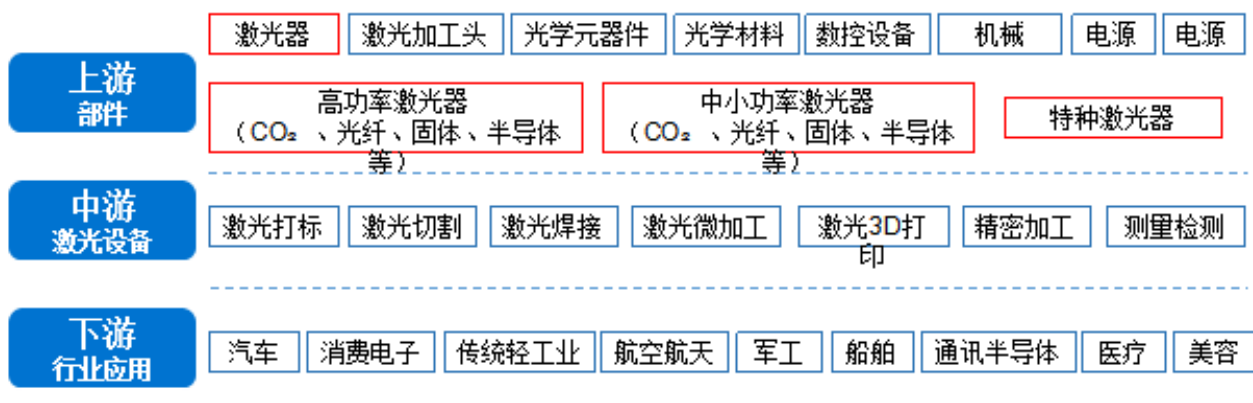 激光器 激光加工头 光学元器件 光学材料 数控设备 机械 电源 电源
上游
部件
高功率激光器
（CO₂ 、光纤、固体、半导体
等）
中小功率激光器
（CO₂ 、光纤、固体、半导体
等）
特种激光器
中游
激光设备
激光打标 激光切割 激光焊接 激光微加工 激光3D打
印
精密加工 测量检测
下游
行业应用
汽车 消费电子 传统轻工业 航空航天 军工 船舶 通讯半导体 医疗 美容